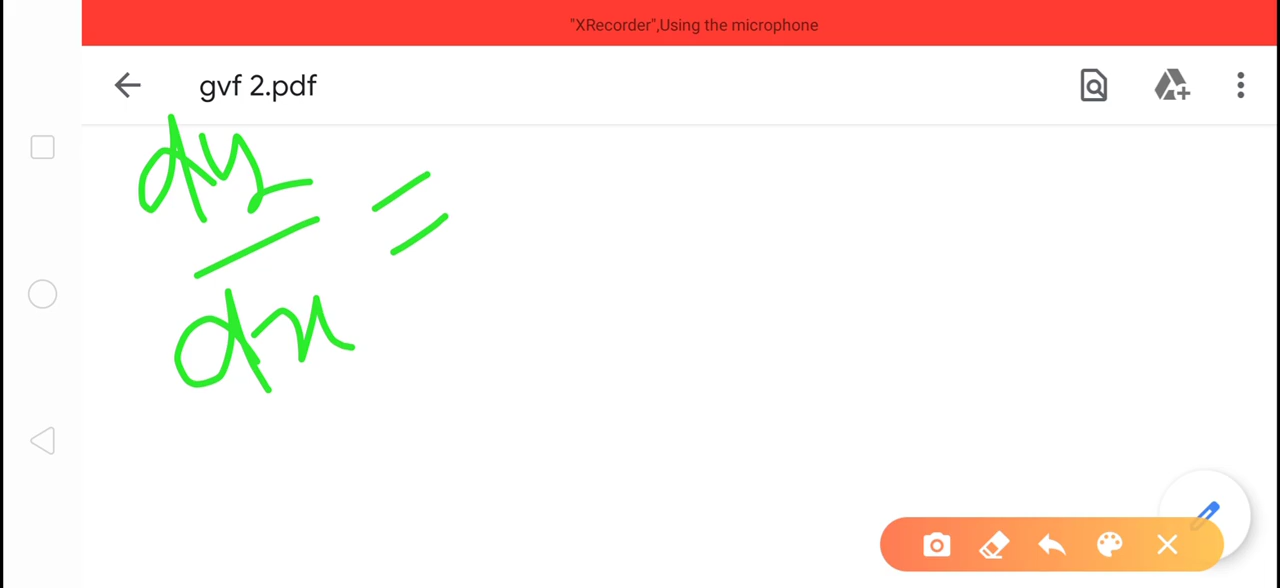 "XRecorder",Using the microphone
gvf 2.pdf
dy
dx
=